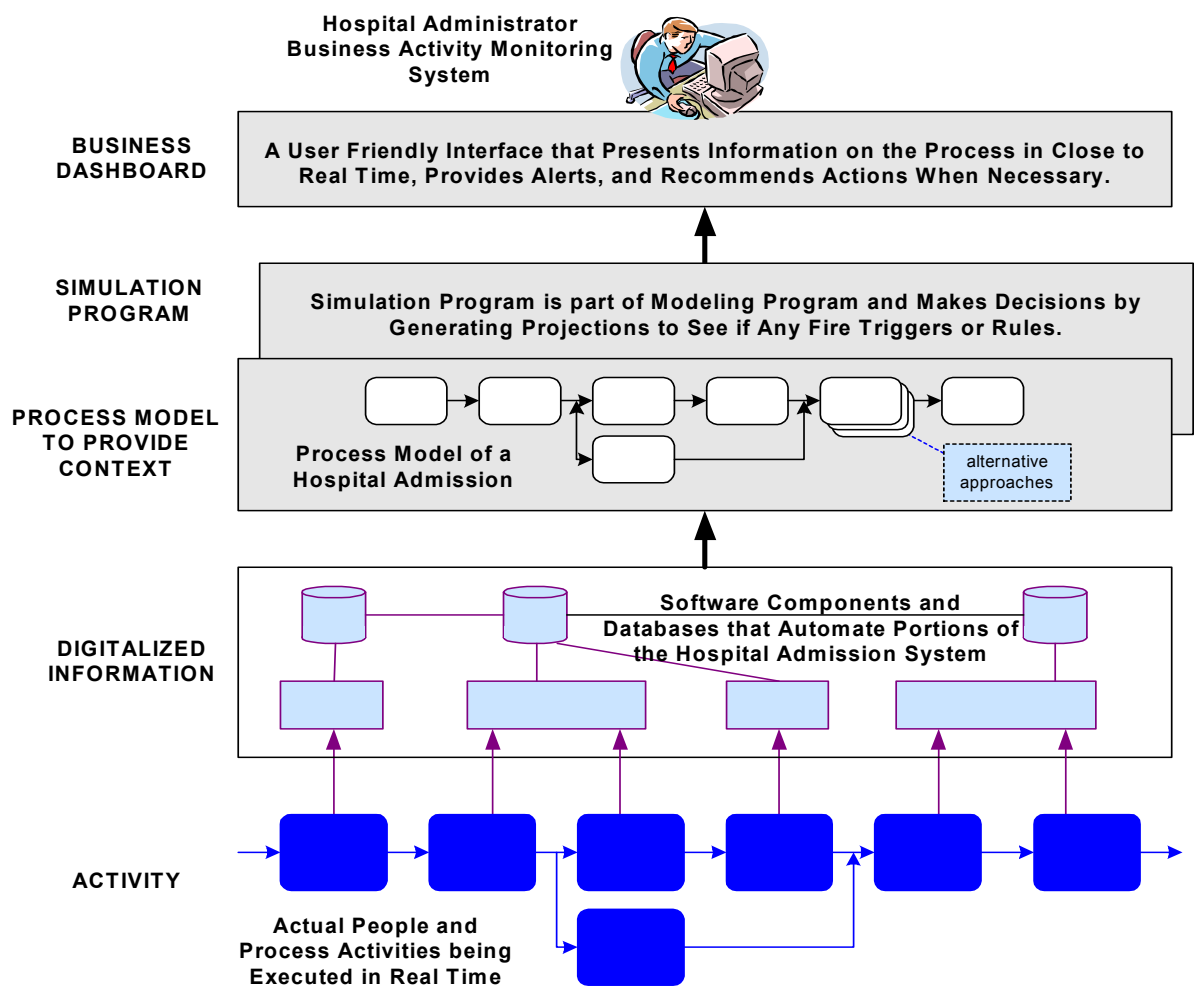 Hospital Administrator
Business Activity Monitoring
System
BUSINESS
DASHBOARD
A User Friendly Interface that Presents Information on the Process in Close to
Real Time, Provides Alerts, and Recommends Actions When Necessary.
SIMULATION
PROGRAM
Simulation Program is part of Modeling Program and Makes Decisions by
Generating Projections to See if Any Fire Triggers or Rules.
PROCESS MODEL
TO PROVIDE
CONTEXT
Process Model of a
Hospital Admission
alternative
approaches
DIGITALIZED
INFORMATION
Software Components and
Databases that Automate Portions of
the Hospital Admission System
ACTIVITY
Actual People and
Process Activities being
Executed in Real Time